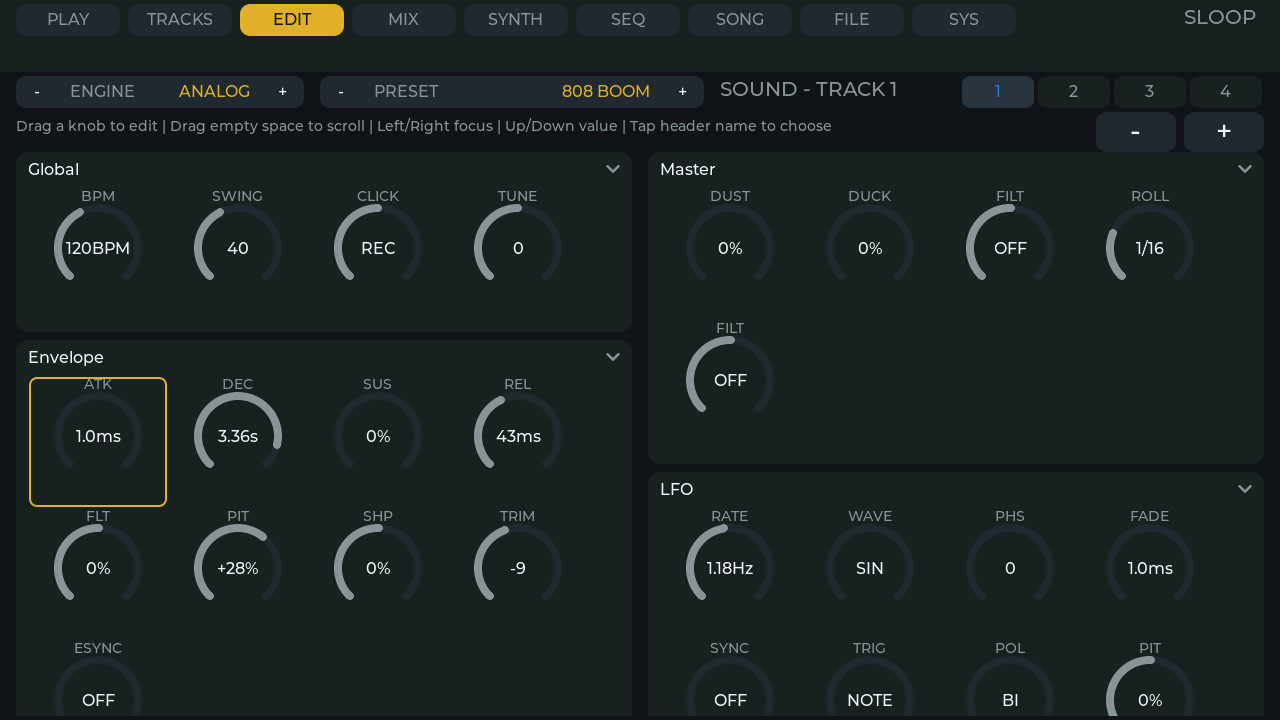 PLAY TRACKS EDIT MIX SYNTH SEQ SONG FILE SYS SLOOP
- ENGINE ANALOG + - PRESET 808 BOOM + SOUND - TRACK 1 1 2 3 4
Drag a knob to edit | Drag empty space to scroll | Left/Right focus | Up/Down value | Tap header name to choose - +
Global
BPM SWING CLICK TUNE
120BPM 40 REC 0
Master
DUST DUCK FILT ROLL
0% 0% OFF 1/16
FILT
OFF
Envelope
ATK DEC SUS REL
1.0ms 3.36s 0% 43ms
FLT PIT SHP TRIM
0% +28% 0% -9
ESYNC
OFF
LFO
RATE WAVE PHS FADE
1.18Hz SIN 0 1.0ms
SYNC TRIG POL PIT
OFF NOTE BI 0%